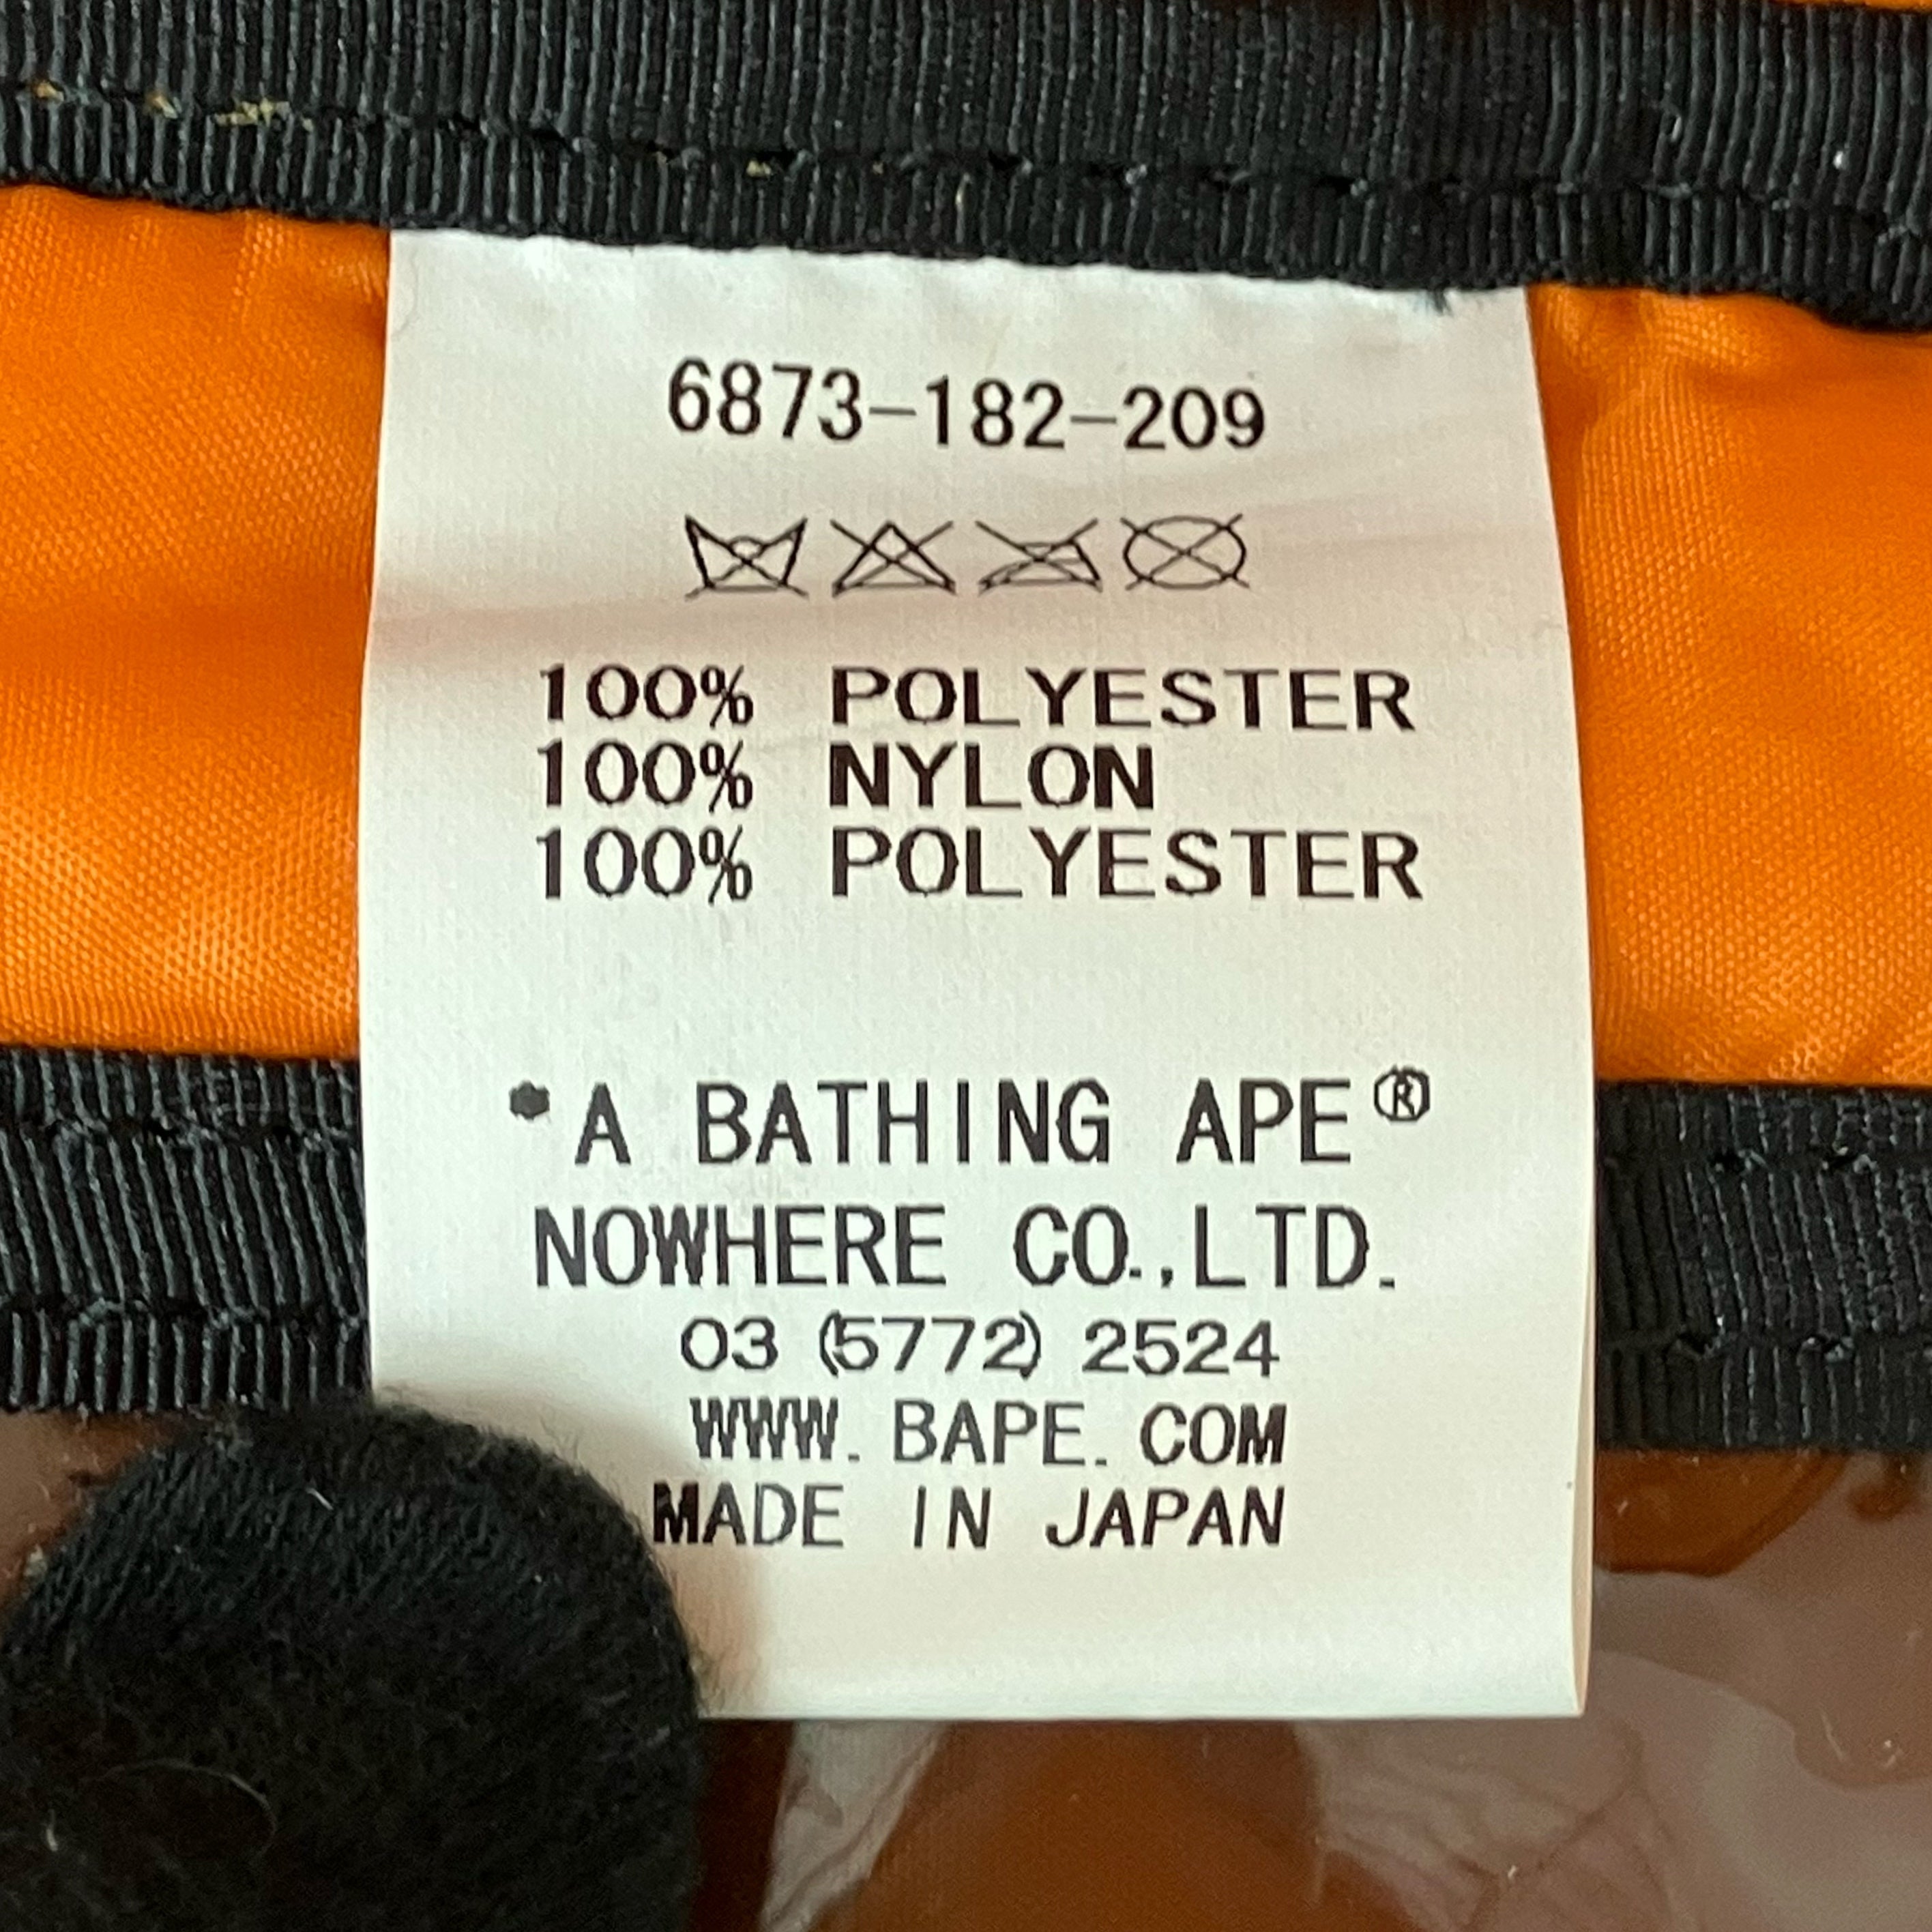 6873-182-209
100% POLYESTER
100% NYLON
100% POLYESTER
*A BATHING APE®
NOWHERE CO.,LTD.
03 (5772) 2524
WWW. BAPE. COM
MADE IN JAPAN